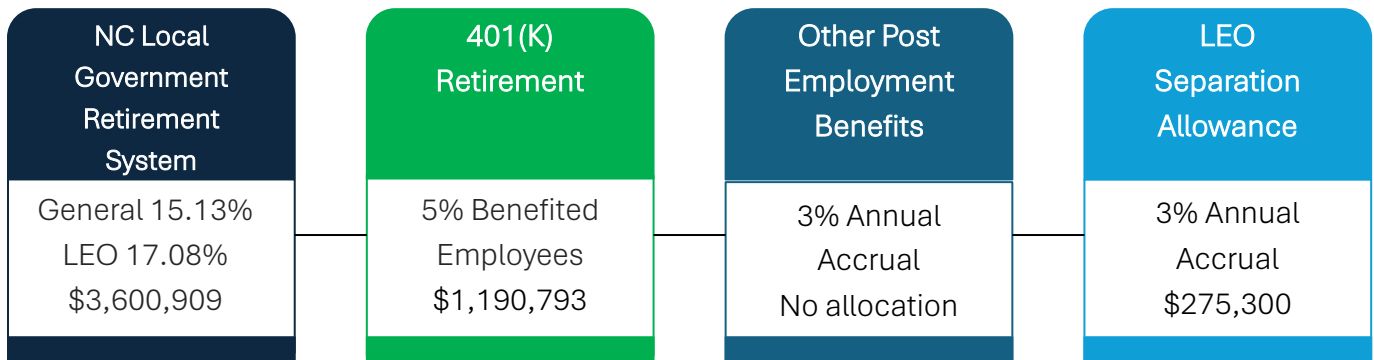 NC Local
Government
Retirement
System
General 15.13%
LEO 17.08%
$3,600,909
401(K)
Retirement
5% Benefited
Employees
$1,190,793
Other Post
Employment
Benefits
3% Annual
Accrual
No allocation
LEO
Separation
Allowance
3% Annual
Accrual
$275,300